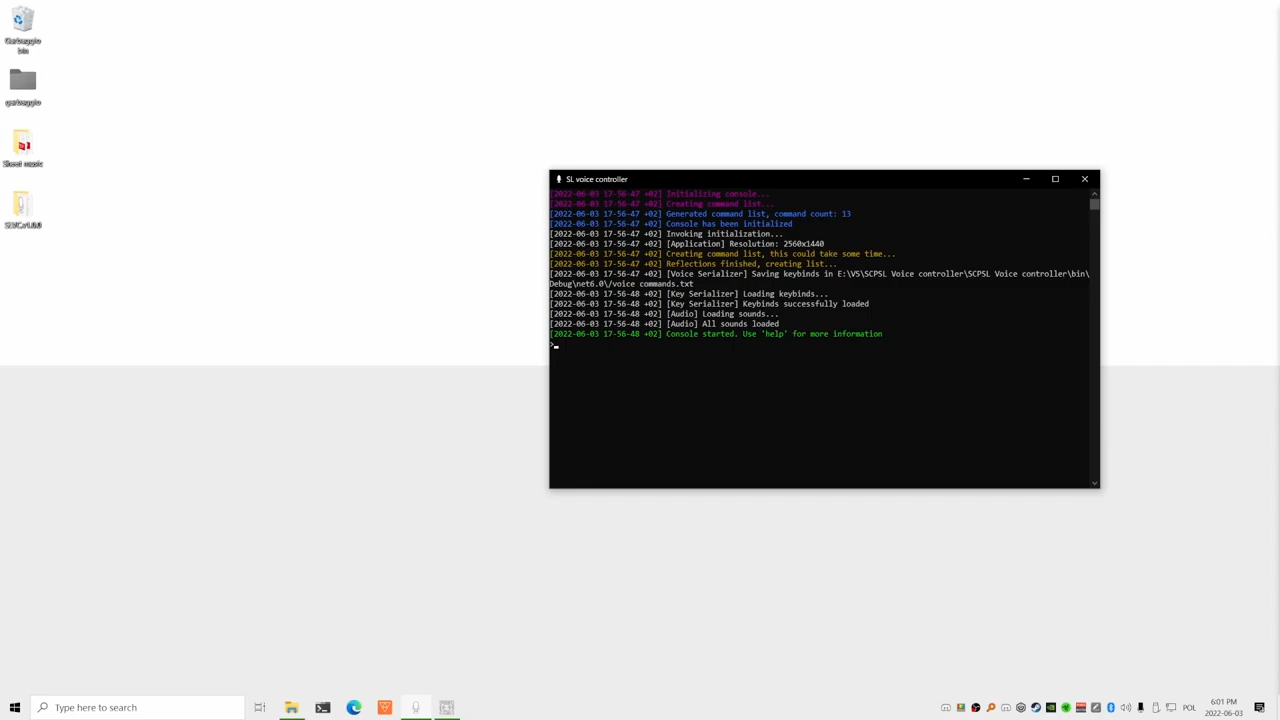 Garbaggio
bin
garbaggio
Sheet music
SLVC.v1.0.0
SL voice controller
[2022-06-03 17-56-47 +02] Initializing console...
[2022-06-03 17-56-47 +02] Creating command list...
[2022-06-03 17-56-47 +02] Generated command list, command count: 13
[2022-06-03 17-56-47 +02] Console has been initialized
[2022-06-03 17-56-47 +02] Invoking initialization...
[2022-06-03 17-56-47 +02] [Application] Resolution: 2560x1440
[2022-06-03 17-56-47 +02] Creating command list, this could take some time...
[2022-06-03 17-56-47 +02] Reflections finished, creating list...
[2022-06-03 17-56-47 +02] [Voice Serializer] Saving keybinds in E:\VS\SCPSL Voice controller\SCPSL Voice controller\bin\
Debug\net6.0\/voice commands.txt
[2022-06-03 17-56-48 +02] [Key Serializer] Loading keybinds...
[2022-06-03 17-56-48 +02] [Key Serializer] Keybinds successfully loaded
[2022-06-03 17-56-48 +02] [Audio] Loading sounds...
[2022-06-03 17-56-48 +02] [Audio] All sounds loaded
[2022-06-03 17-56-48 +02] Console started. Use 'help' for more information
>
Type here to search
POL
6:01 PM
2022-06-03